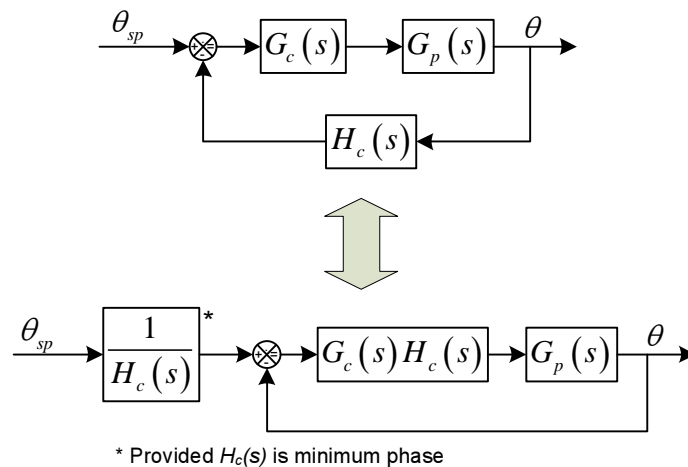 θ_sp + - = G_c(s) G_p(s) θ
H_c(s)
θ_sp 1/H_c(s) * + - = G_c(s)H_c(s) G_p(s) θ
* Provided H_c(s) is minimum phase